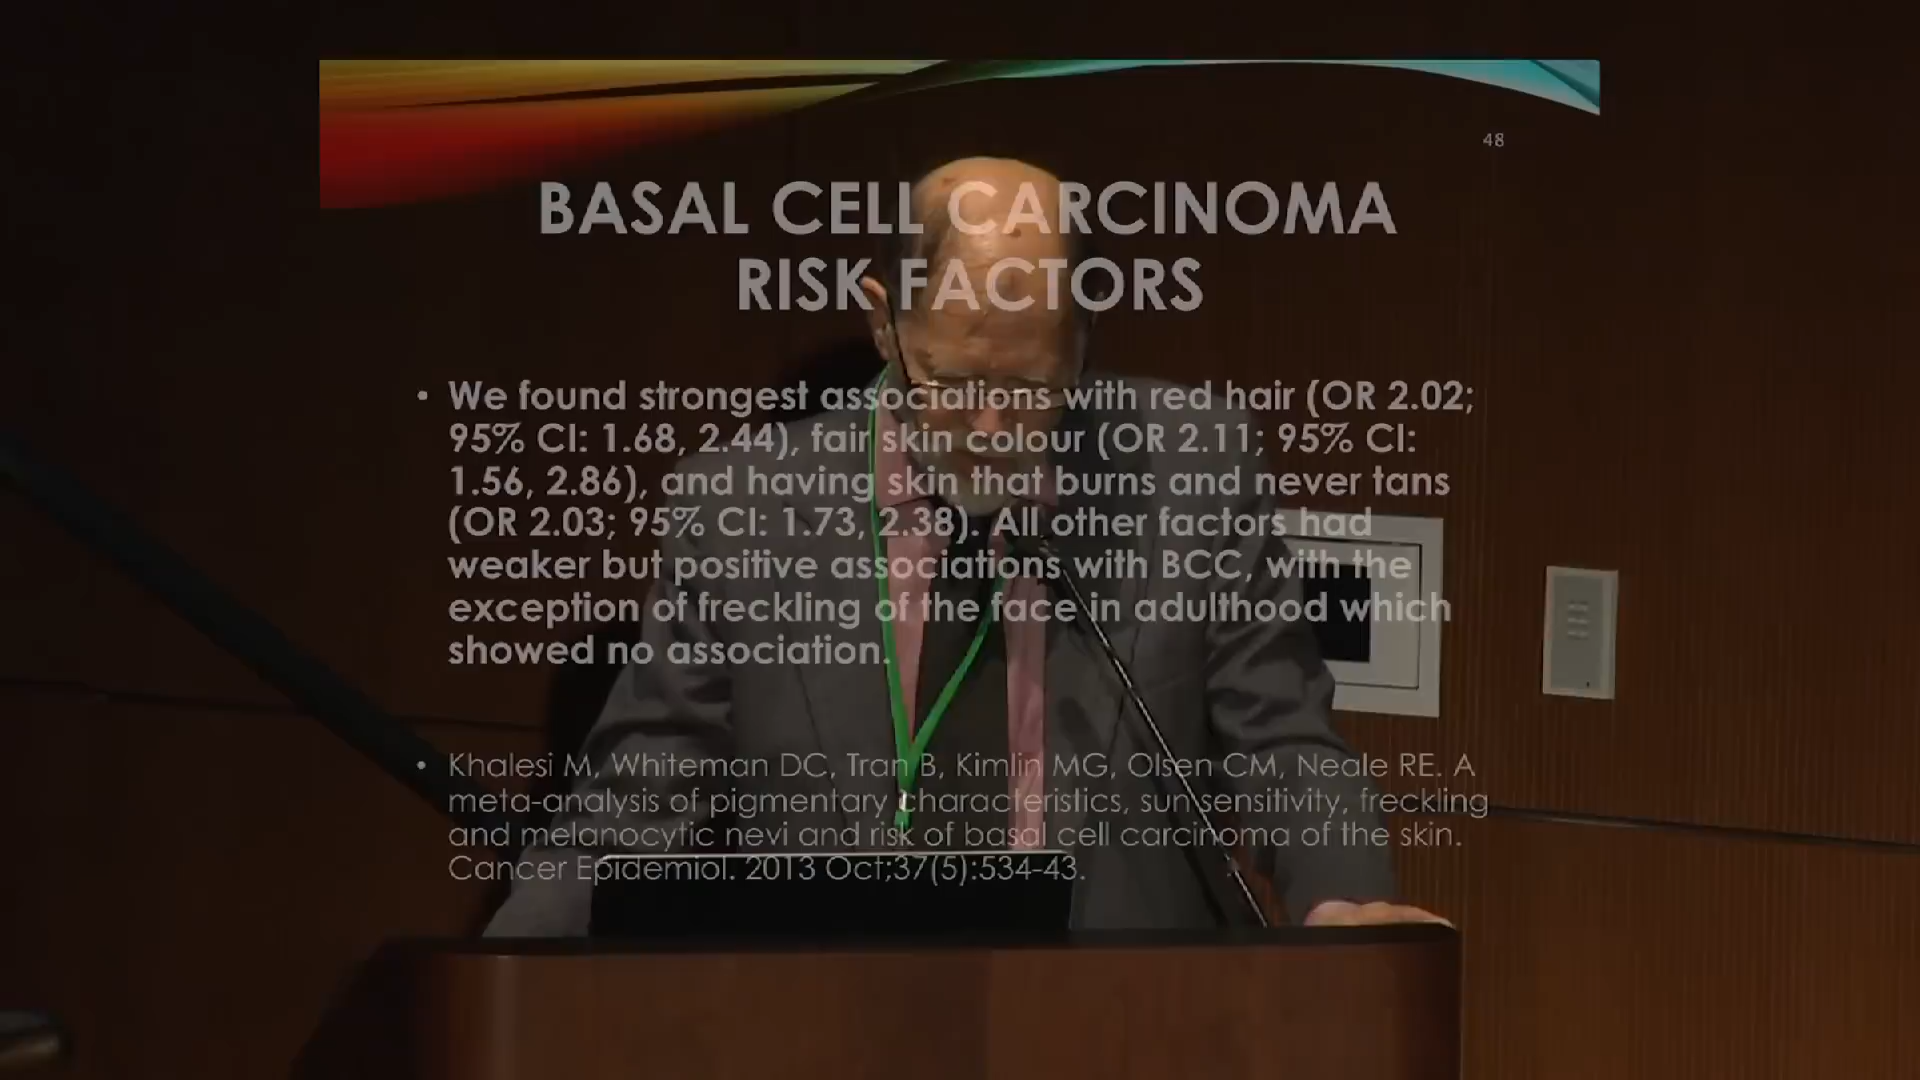 48
BASAL CELL CARCINOMA
RISK FACTORS
• We found strongest associations with red hair (OR 2.02;
95% CI: 1.68, 2.44), fair skin colour (OR 2.11; 95% CI:
1.56, 2.86), and having skin that burns and never tans
(OR 2.03; 95% CI: 1.73, 2.38). All other factors had
weaker but positive associations with BCC, with the
exception of freckling of the face in adulthood which
showed no association.
• Khalesi M, Whiteman DC, Tran B, Kimlin MG, Olsen CM, Neale RE. A
meta-analysis of pigmentary characteristics, sun sensitivity, freckling
and melanocytic nevi and risk of basal cell carcinoma of the skin.
Cancer Epidemiol. 2013 Oct;37(5):534-43.